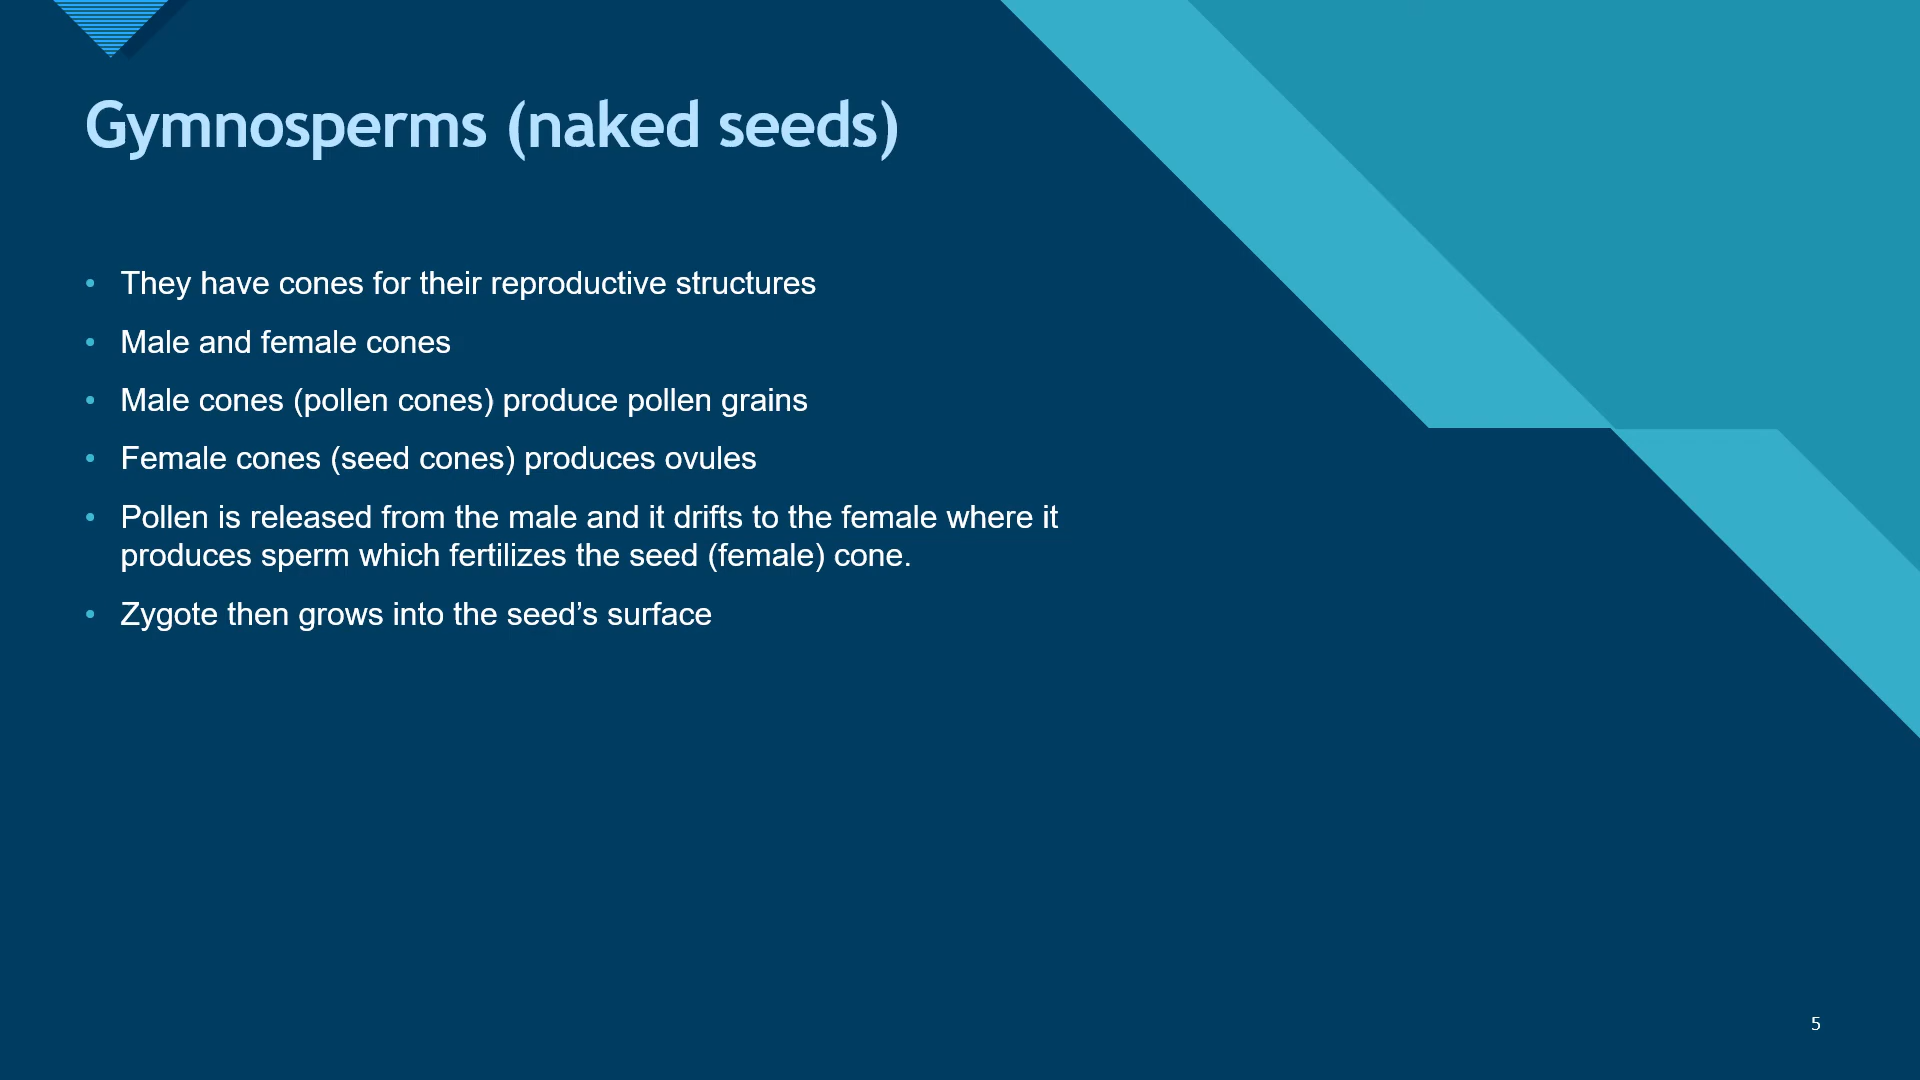 Gymnosperms (naked seeds)
• They have cones for their reproductive structures
• Male and female cones
• Male cones (pollen cones) produce pollen grains
• Female cones (seed cones) produces ovules
• Pollen is released from the male and it drifts to the female where it
produces sperm which fertilizes the seed (female) cone.
• Zygote then grows into the seed’s surface
5